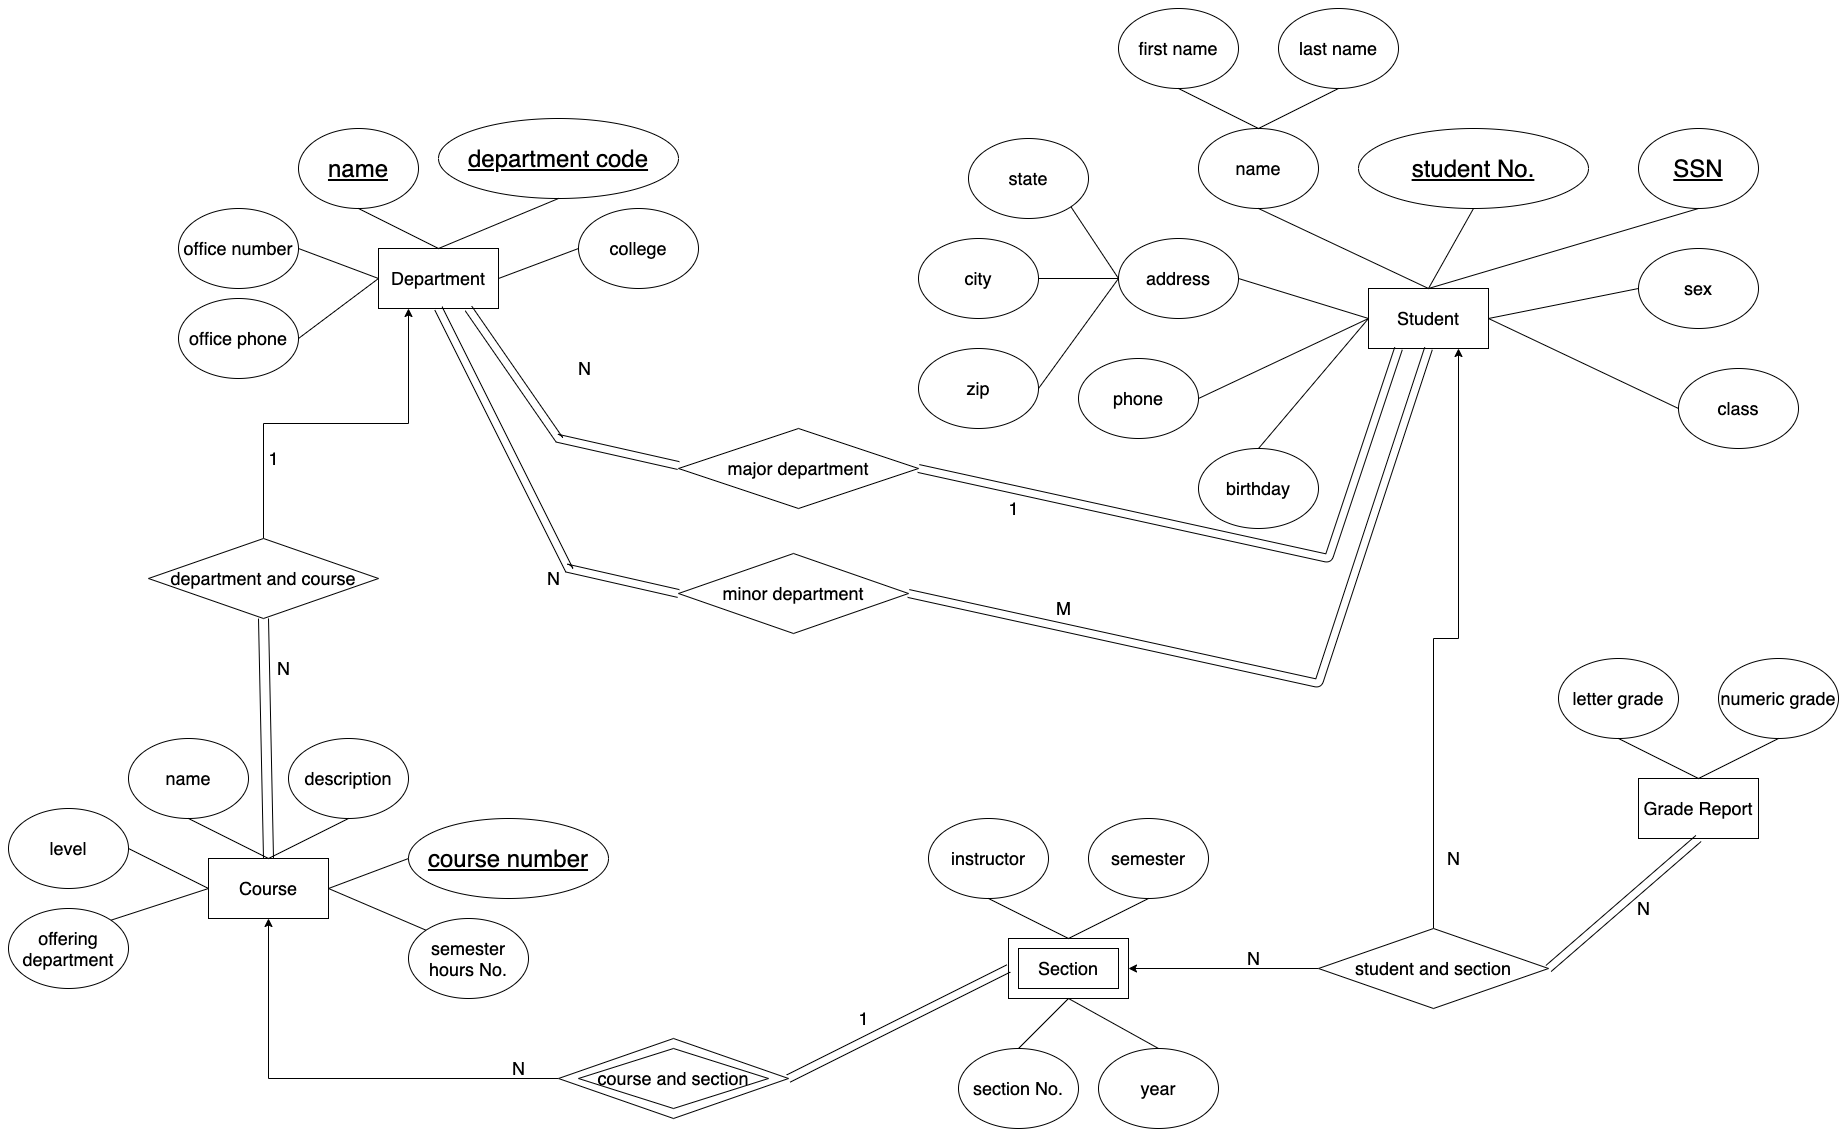 first name
last name
name
department code
state
name
student No.
SSN
office number
college
Department
city
address
sex
Student
office phone
N
zip
phone
class
1
major department
birthday
1
department and course
N
minor department
M
N
letter grade
numeric grade
name
description
Grade Report
level
course number
instructor
semester
N
Course
N
offering
department
semester
hours No.
N
Section
student and section
1
N
course and section
section No.
year